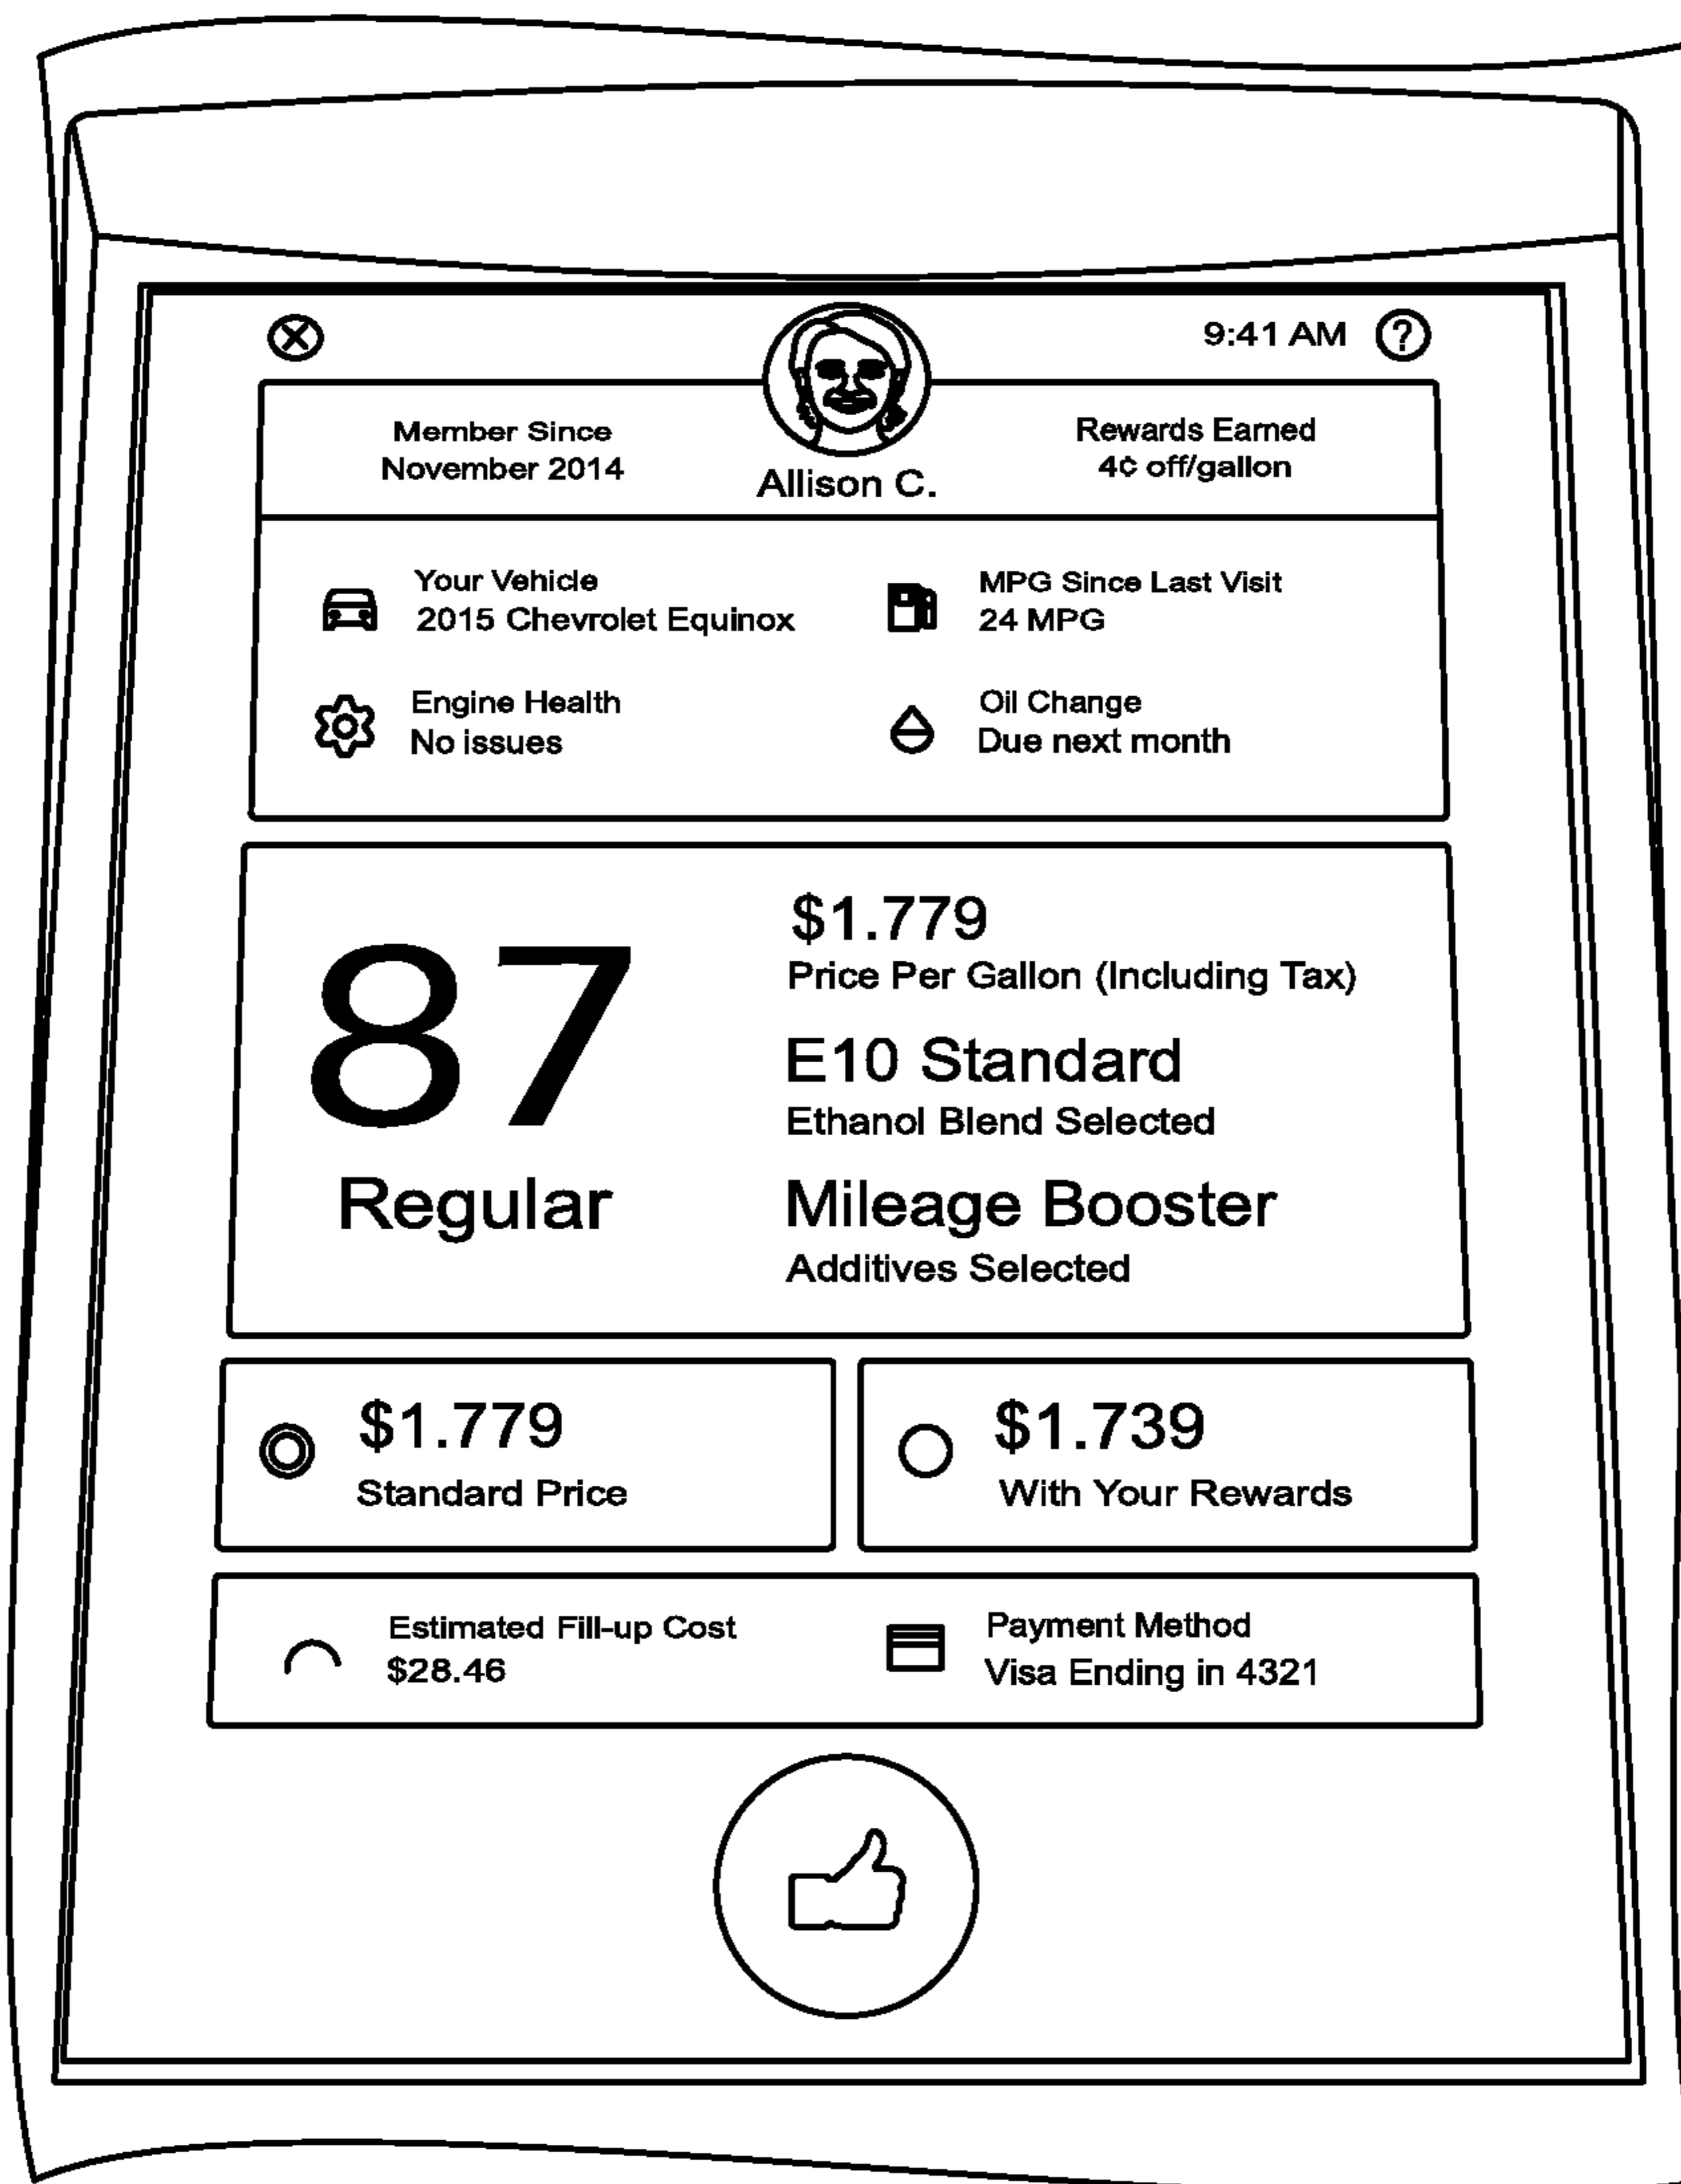 9:41 AM ?
Member Since
November 2014
Allison C.
Rewards Earned
4¢ off/gallon
Your Vehicle
2015 Chevrolet Equinox
MPG Since Last Visit
24 MPG
Engine Health
No issues
Oil Change
Due next month
87
Regular
$1.779
Price Per Gallon (Including Tax)
E10 Standard
Ethanol Blend Selected
Mileage Booster
Additives Selected
$1.779
Standard Price
$1.739
With Your Rewards
Estimated Fill-up Cost
$28.46
Payment Method
Visa Ending in 4321